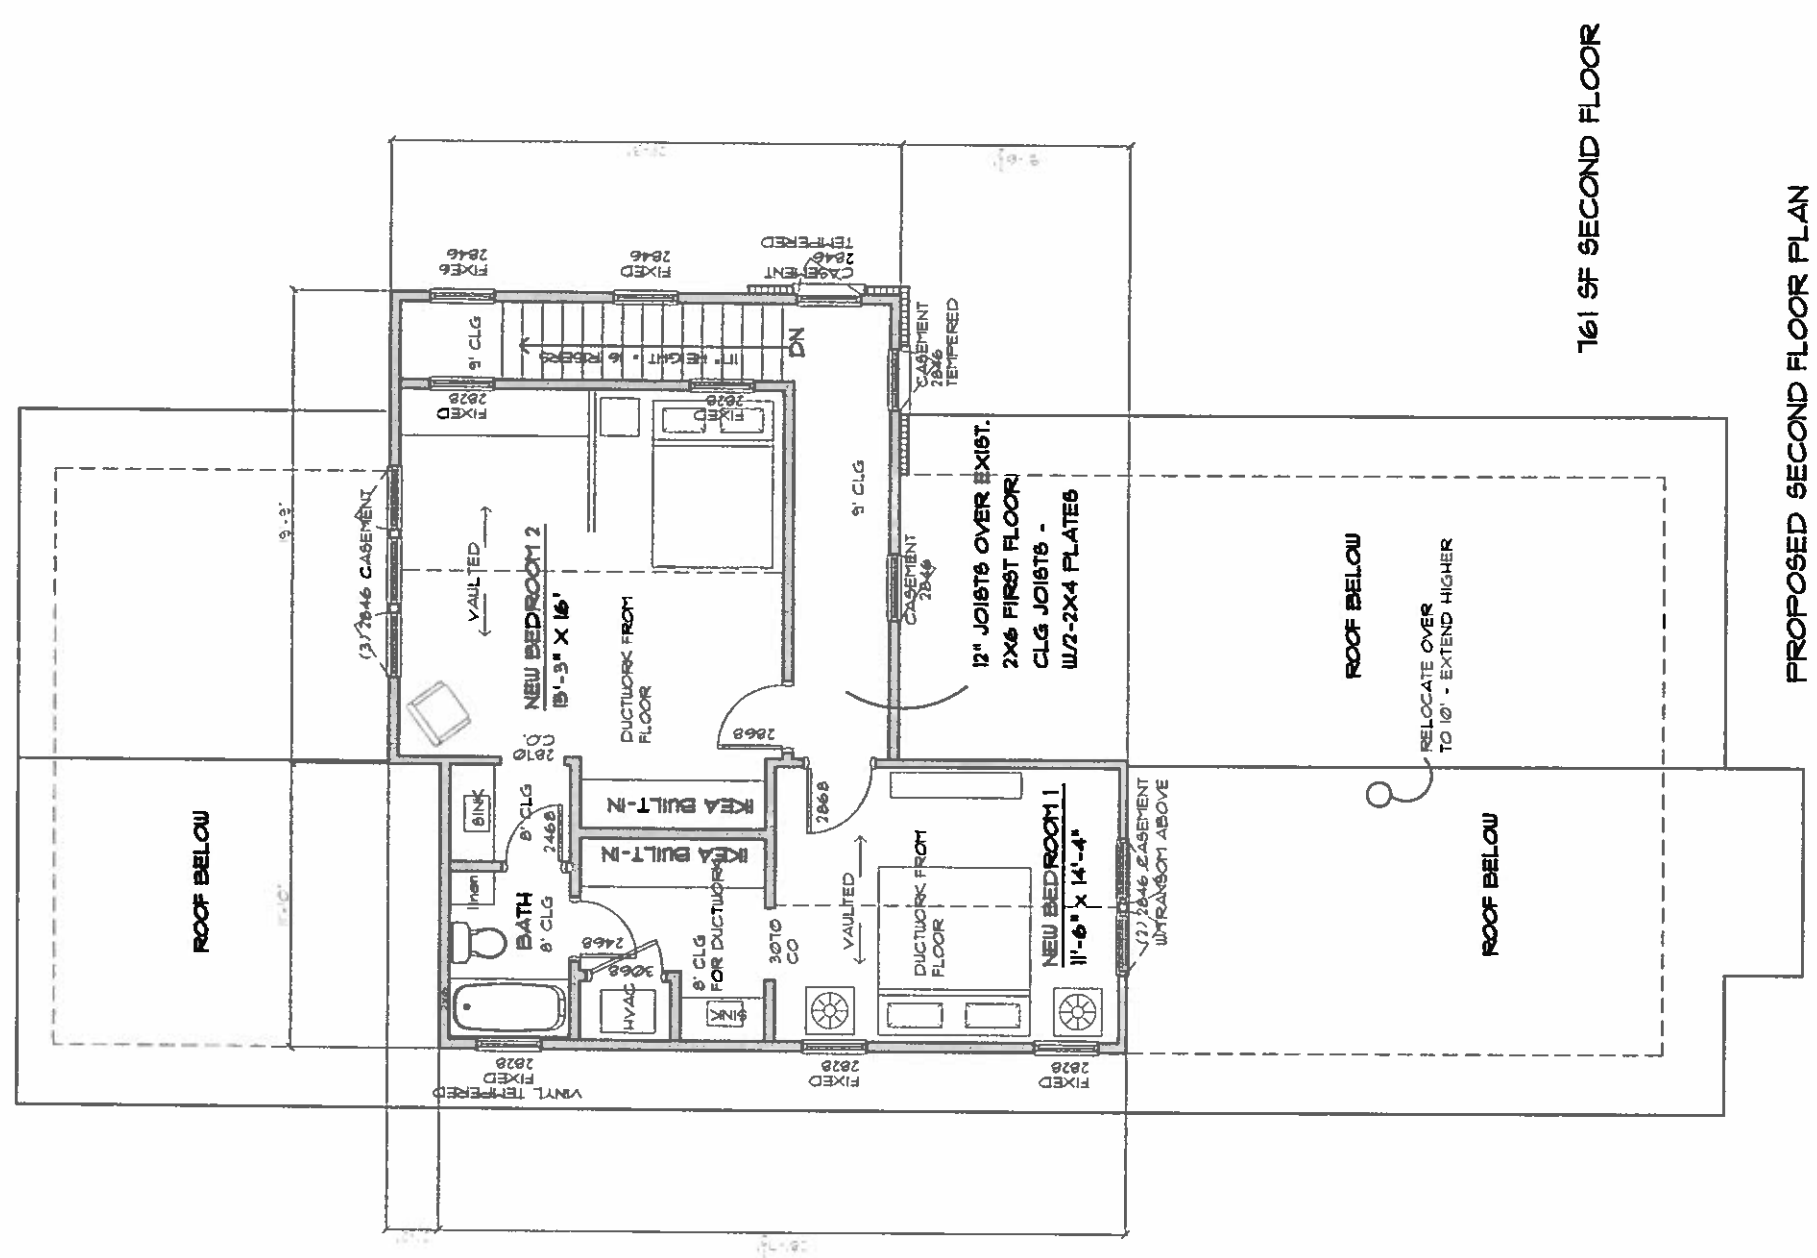 761 SF SECOND FLOOR
PROPOSED SECOND FLOOR PLAN
FIXED
2846
FIXED
2846
CASEMENT
2846
TEMPERED
CASEMENT
2846
TEMPERED
9' CLG
DN
16 RISERS
FIXED
2828
FIXED
2828
(3) 2846 CASEMENT
VAULTED
NEW BEDROOM 2
DUCTWORK FROM
FLOOR
9' CLG
CASEMENT
2846
12" JOISTS OVER EXIST.
2X6 FIRST FLOOR
CLG JOISTS -
W/2-2X4 PLATES
2868
2868
2810
C.O.
SINK
8' CLG
2468
IKEA BUILT-IN
IKEA BUILT-IN
linen
BATH
8' CLG
2468
3068
HVAC
8' CLG
FOR DUCTWORK
SINK
3070
CO
VAULTED
DUCTWORK FROM
FLOOR
NEW BEDROOM 1
11'-6" X 14'-4"
(2) 2846 CASEMENT
W/TRANSOM ABOVE
2828
FIXED
VINYL TEMPERED
2828
FIXED
2828
FIXED
ROOF BELOW
ROOF BELOW
ROOF BELOW
RELOCATE OVER
TO 10' - EXTEND HIGHER